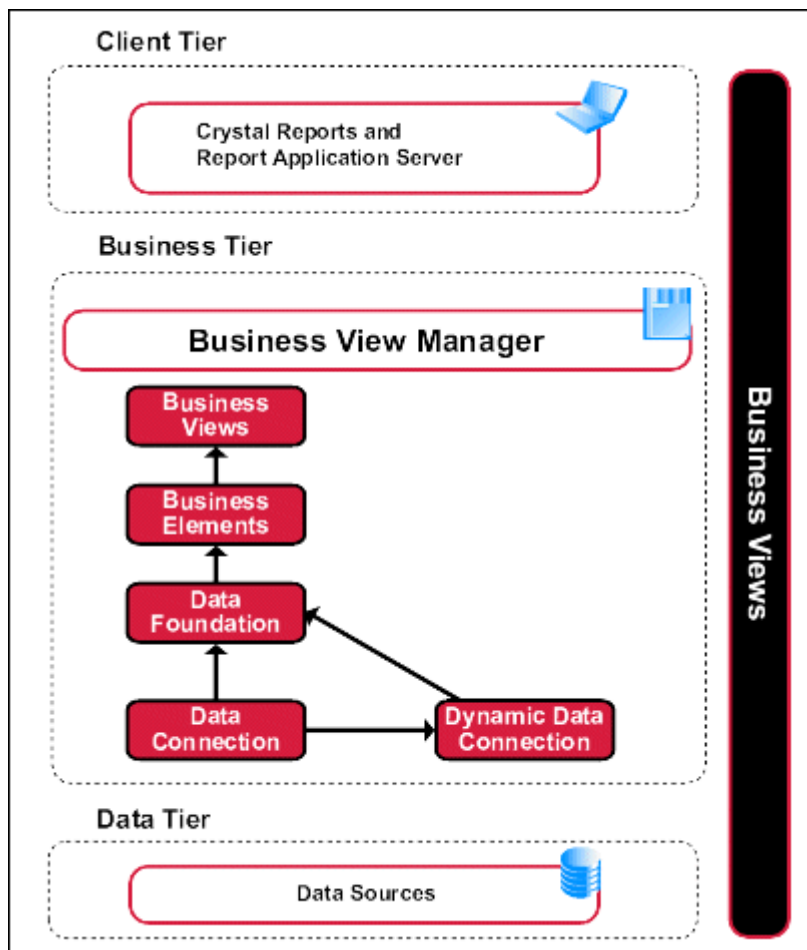 Client Tier
Crystal Reports and
Report Application Server
Business Tier
Business View Manager
Business
Views
Business
Elements
Data
Foundation
Data
Connection
Dynamic Data
Connection
Data Tier
Data Sources
Business Views